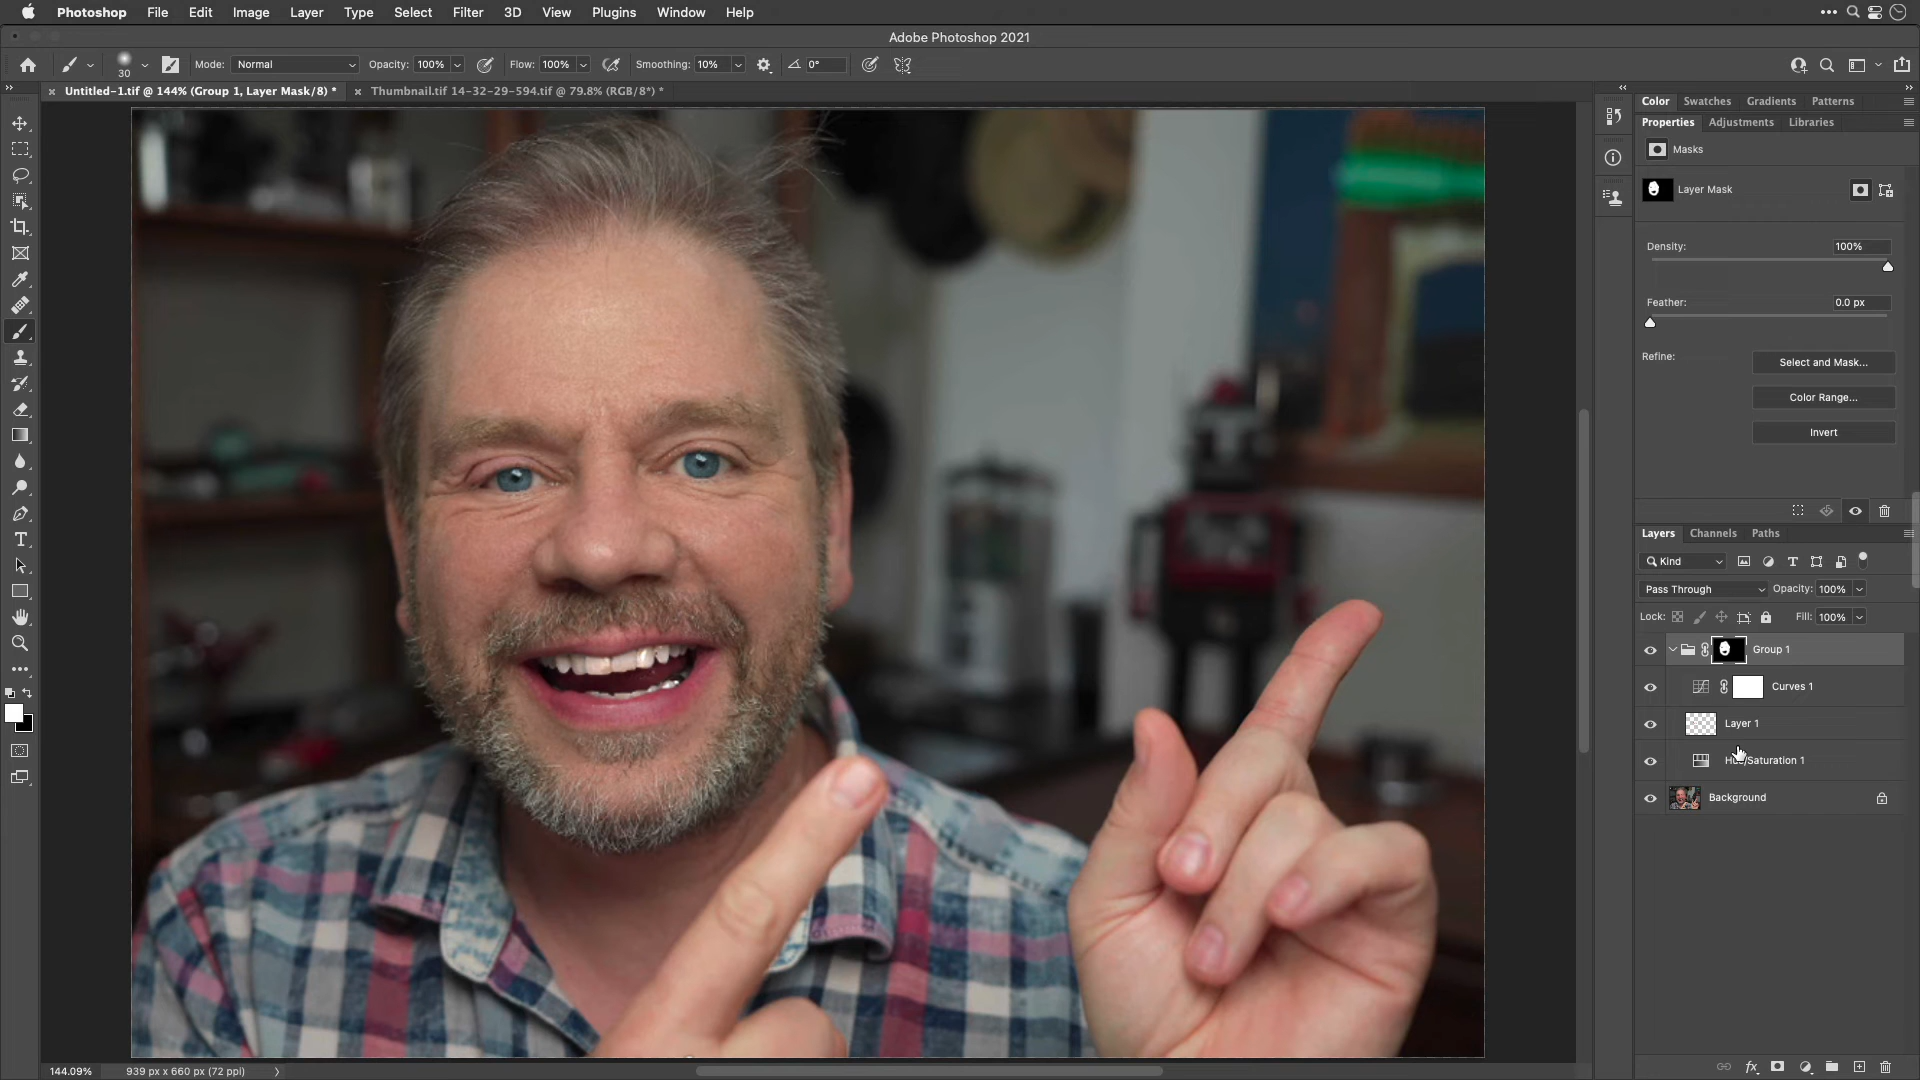 Photoshop File Edit Image Layer Type Select Filter 3D View Plugins Window Help
Adobe Photoshop 2021
30 Mode: Normal Opacity: 100% Flow: 100% Smoothing: 10% 0°
Untitled-1.tif @ 144% (Group 1, Layer Mask/8) * Thumbnail.tif 14-32-29-594.tif @ 79.8% (RGB/8*) *
Color Swatches Gradients Patterns
Properties Adjustments Libraries
Masks
Layer Mask
Density: 100%
Feather: 0.0 px
Refine: Select and Mask...
Color Range...
Invert
Layers Channels Paths
Kind
Pass Through Opacity: 100%
Lock: Fill: 100%
Group 1
Curves 1
Layer 1
Hue/Saturation 1
Background
144.09% 939 px x 660 px (72 ppi)